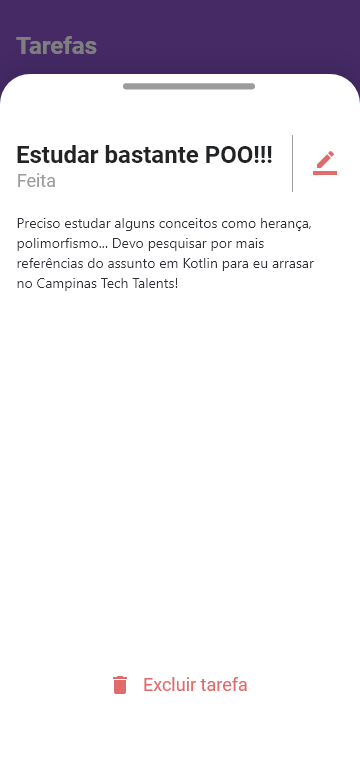 Tarefas
Estudar bastante POO!!!
Feita
Preciso estudar alguns conceitos como herança,
polimorfismo... Devo pesquisar por mais
referências do assunto em Kotlin para eu arrasar
no Campinas Tech Talents!
Excluir tarefa